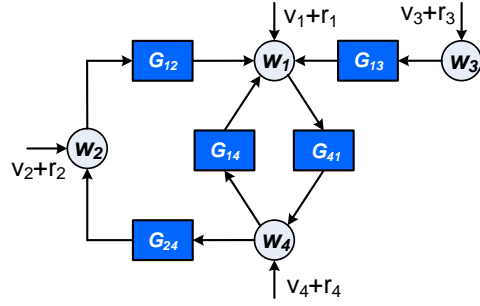 v₁+r₁
v₃+r₃
G₁₂
w₁
G₁₃
w₃
w₂
v₂+r₂
G₁₄
G₄₁
G₂₄
w₄
v₄+r₄